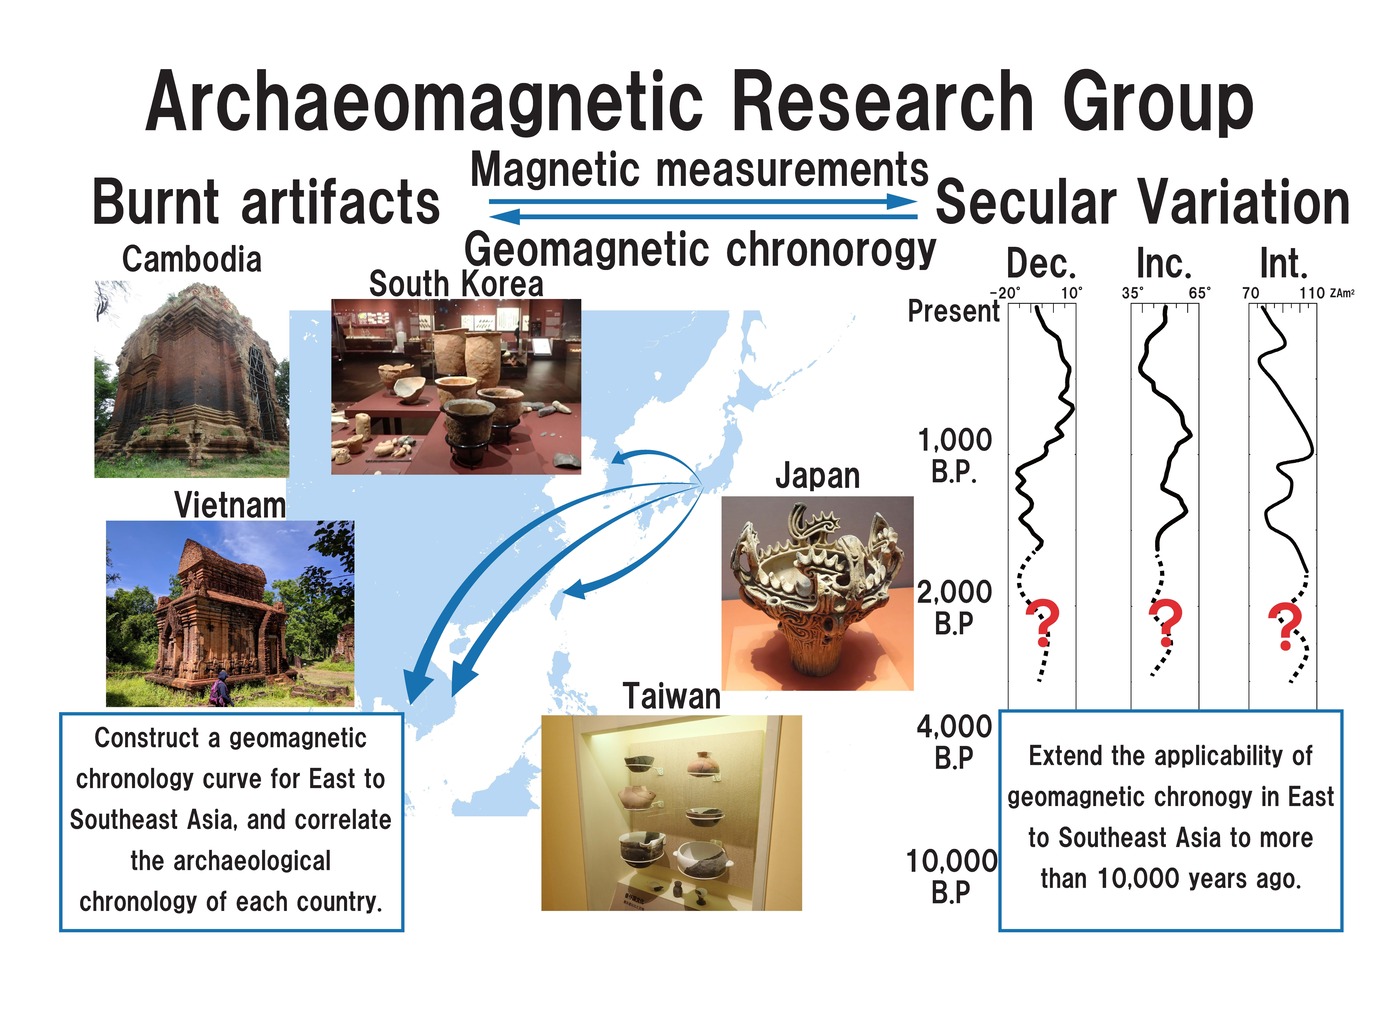 Archaeomagnetic Research Group
Magnetic measurements
Burnt artifacts
Secular Variation
Geomagnetic chronorogy
Cambodia
South Korea
Vietnam
Japan
Taiwan
Dec.
Inc.
Int.
-20° 10°
35° 65°
70 110 ZAm²
Present
1,000
B.P.
2,000
B.P
4,000
B.P
10,000
B.P
?
?
?
Construct a geomagnetic
chronology curve for East to
Southeast Asia, and correlate
the archaeological
chronology of each country.
Extend the applicability of
geomagnetic chronogy in East
to Southeast Asia to more
than 10,000 years ago.